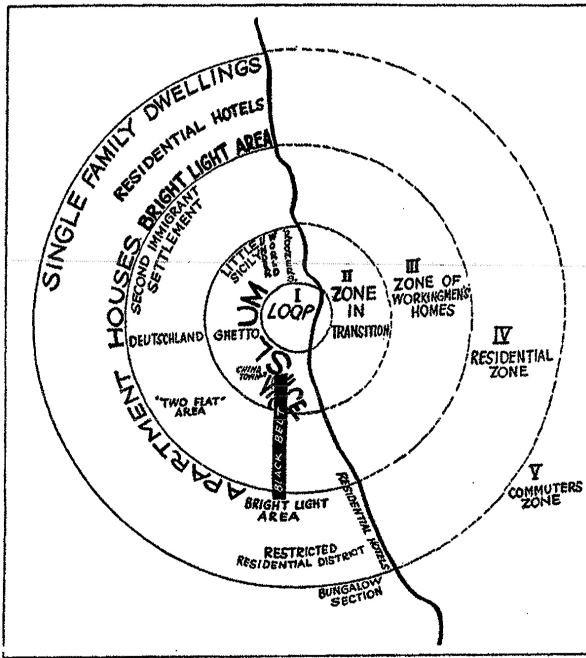 SINGLE FAMILY DWELLINGS
RESIDENTIAL HOTELS
BRIGHT LIGHT AREA
SECOND IMMIGRANT
SETTLEMENT
APARTMENT HOUSES
LITTLE
SICILY
UNDER
WORLD
ROOMERS
I
LOOP
II
ZONE
IN
TRANSITION
III
ZONE OF
WORKINGMEN'S
HOMES
IV
RESIDENTIAL
ZONE
V
COMMUTERS
ZONE
DEUTSCHLAND
GHETTO
SLUM
CHINA
TOWN
VICE
"TWO FLAT"
AREA
BLACK BELT
BRIGHT LIGHT
AREA
RESIDENTIAL HOTELS
RESTRICTED
RESIDENTIAL DISTRICT
BUNGALOW
SECTION